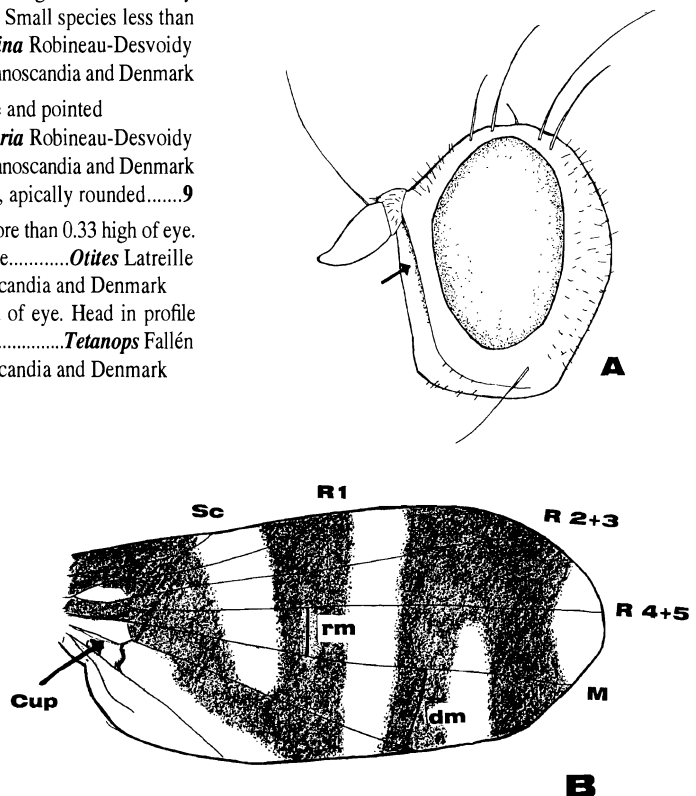 Small species less than
ina Robineau-Desvoidy
noscandia and Denmark
and pointed
ria Robineau-Desvoidy
noscandia and Denmark
, apically rounded.......9
ore than 0.33 high of eye.
e............Otites Latreille
candia and Denmark
of eye. Head in profile
...............Tetanops Fallén
candia and Denmark
A
Sc
R1
R 2+3
rm
R 4+5
Cup
dm
M
B